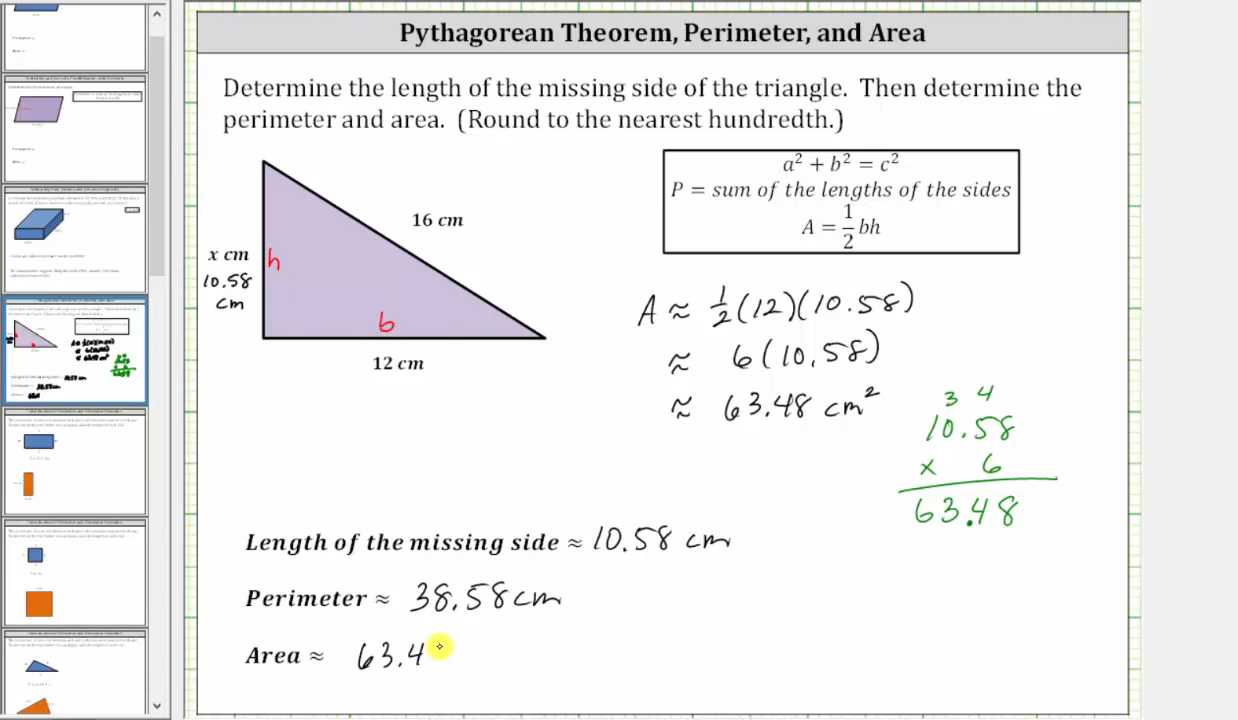 Pythagorean Theorem, Perimeter, and Area
Determine the length of the missing side of the triangle. Then determine the
perimeter and area. (Round to the nearest hundredth.)
a² + b² = c²
P = sum of the lengths of the sides
A = 1/2 bh
16 cm
x cm
h
10.58
cm
b
12 cm
A ≈ 1/2 (12)(10.58)
≈ 6(10.58)
≈ 63.48 cm²
3 4
10.58
x 6
63.48
Length of the missing side ≈ 10.58 cm
Perimeter ≈ 38.58 cm
Area ≈ 63.4